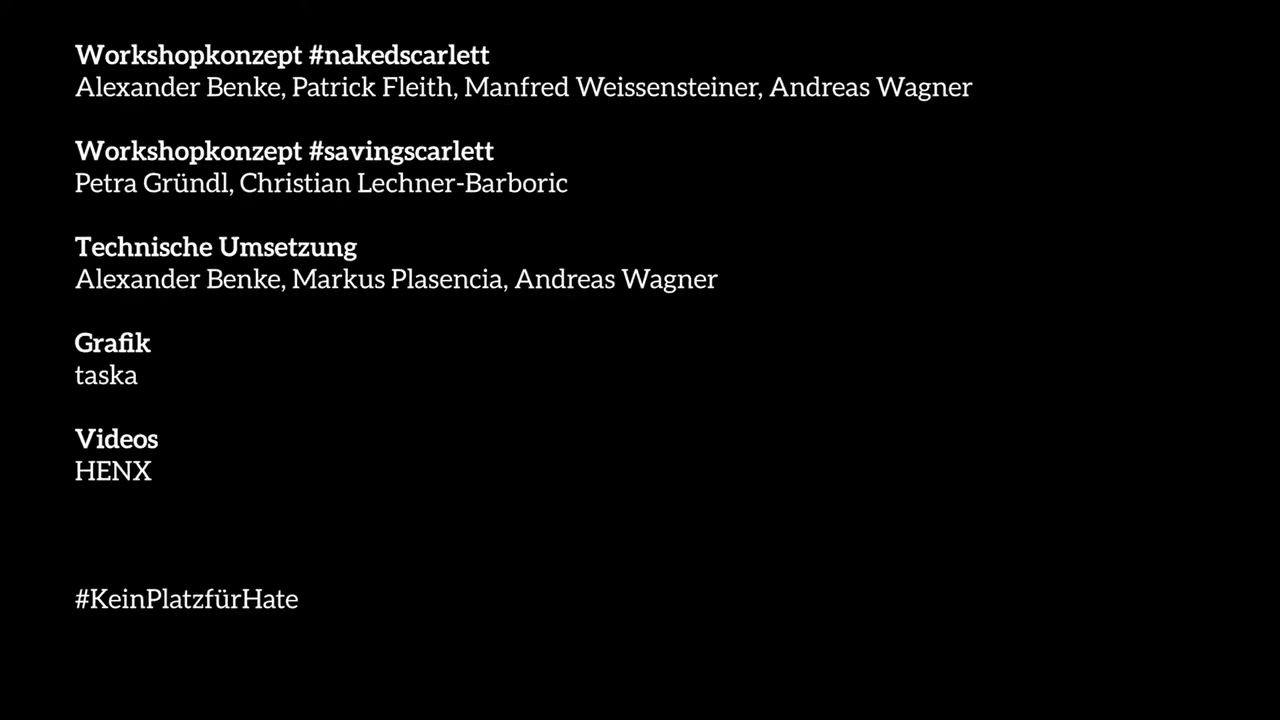 Workshopkonzept #nakedscarlett
Alexander Benke, Patrick Fleith, Manfred Weissensteiner, Andreas Wagner
Workshopkonzept #savingscarlett
Petra Gründl, Christian Lechner-Barboric
Technische Umsetzung
Alexander Benke, Markus Plasencia, Andreas Wagner
Grafik
taska
Videos
HENX
#KeinPlatzfürHate